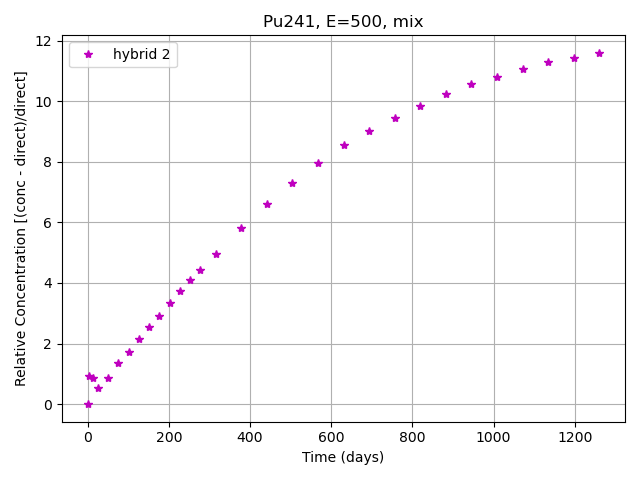 Pu241, E=500, mix
hybrid 2
Relative Concentration [(conc - direct)/direct]
12
10
8
6
4
2
0
0 200 400 600 800 1000 1200
Time (days)